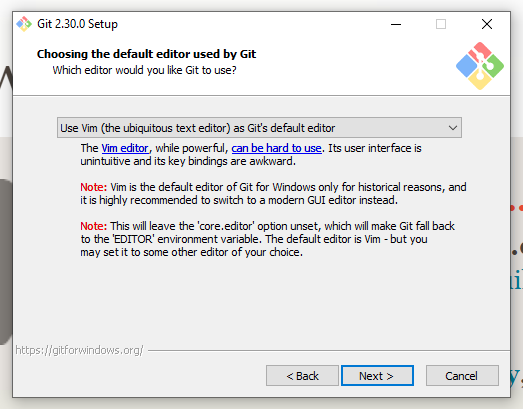 Git 2.30.0 Setup
Choosing the default editor used by Git
Which editor would you like Git to use?
Use Vim (the ubiquitous text editor) as Git's default editor
The Vim editor, while powerful, can be hard to use. Its user interface is
unintuitive and its key bindings are awkward.
Note: Vim is the default editor of Git for Windows only for historical reasons, and
it is highly recommended to switch to a modern GUI editor instead.
Note: This will leave the 'core.editor' option unset, which will make Git fall back
to the 'EDITOR' environment variable. The default editor is Vim - but you
may set it to some other editor of your choice.
https://gitforwindows.org/
< Back
Next >
Cancel